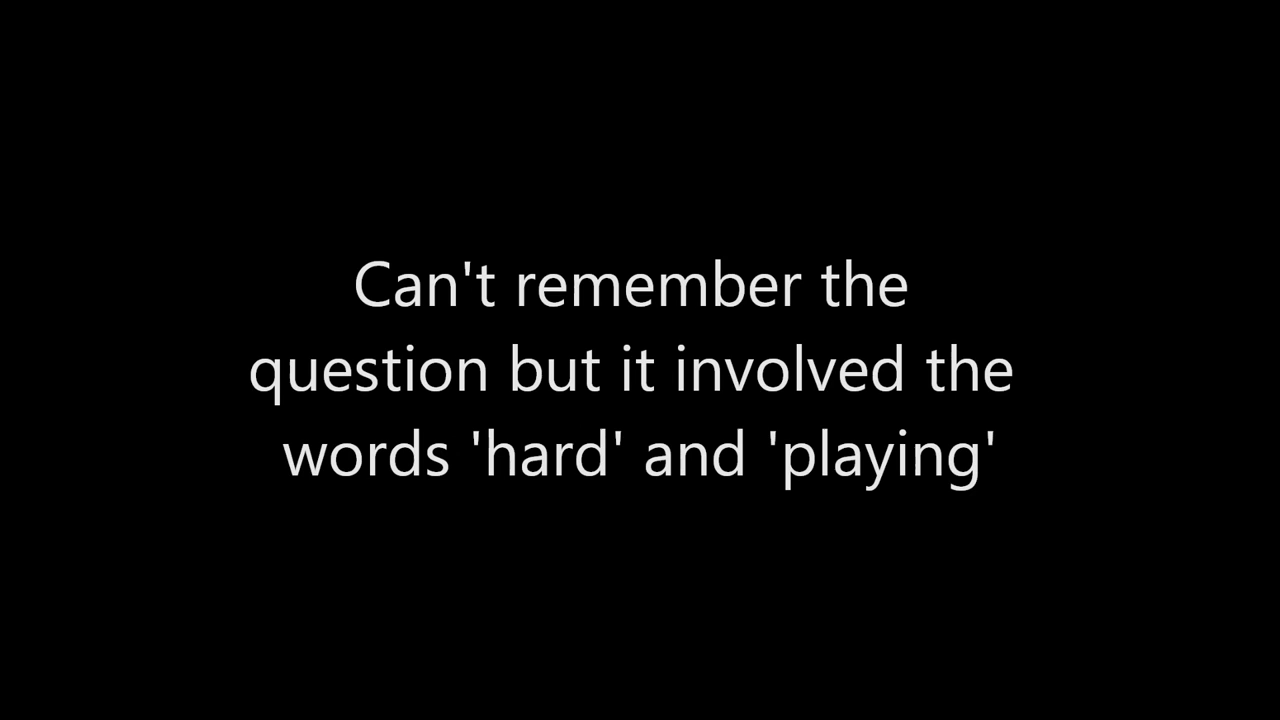 Can't remember the
question but it involved the
words 'hard' and 'playing'